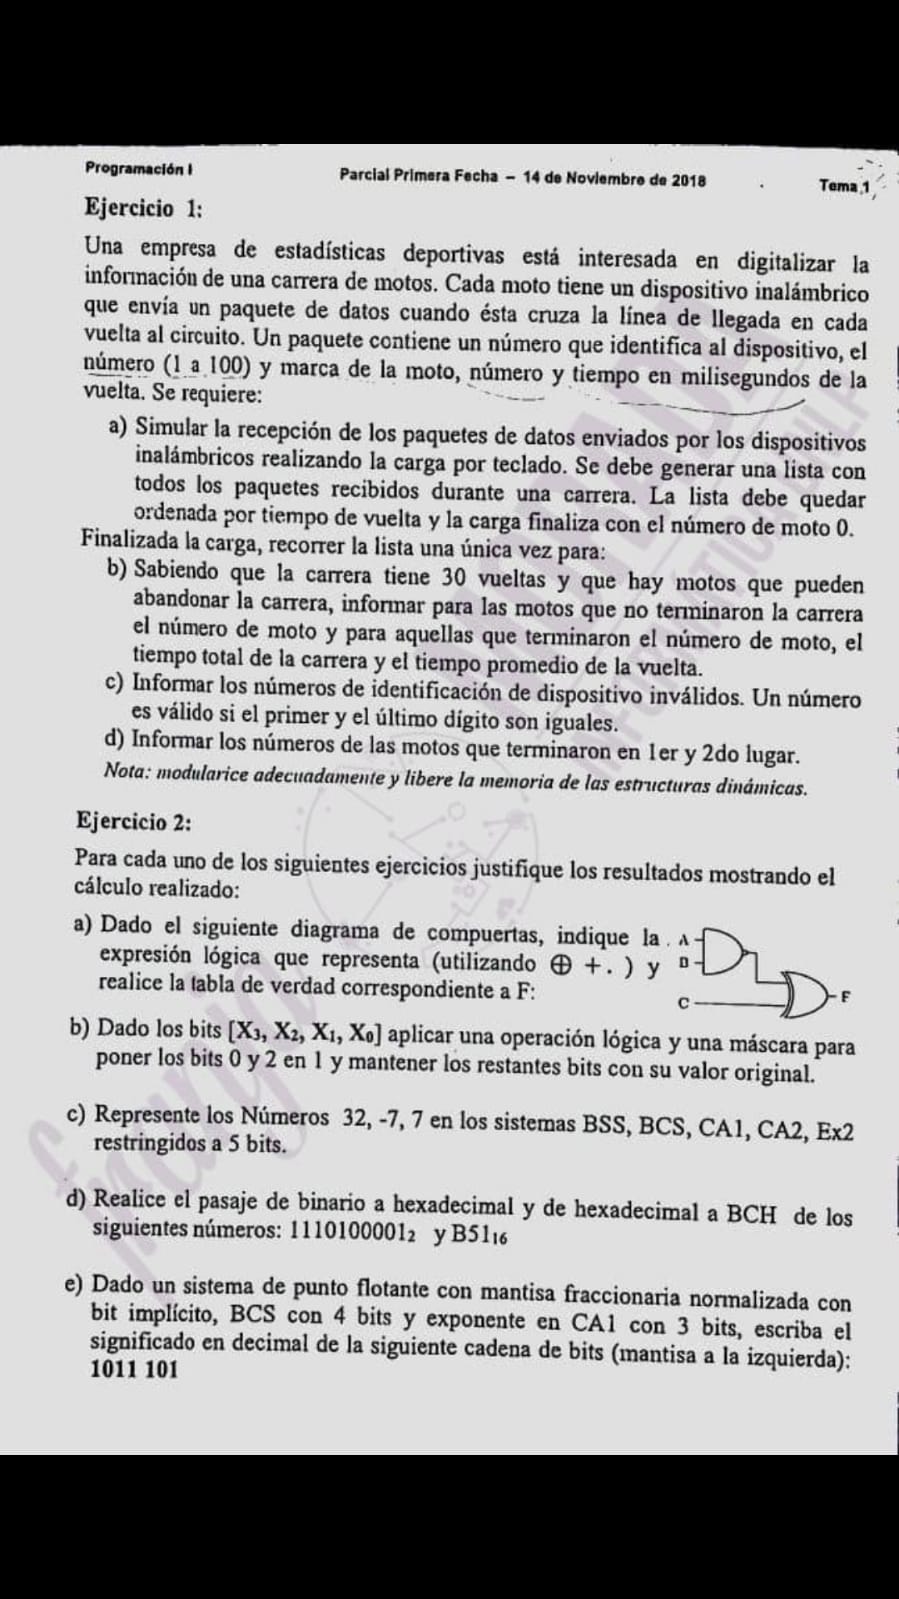 Programación I
Parcial Primera Fecha – 14 de Noviembre de 2018
Tema 1
Ejercicio 1:
Una empresa de estadísticas deportivas está interesada en digitalizar la
información de una carrera de motos. Cada moto tiene un dispositivo inalámbrico
que envía un paquete de datos cuando ésta cruza la línea de llegada en cada
vuelta al circuito. Un paquete contiene un número que identifica al dispositivo, el
número (1 a 100) y marca de la moto, número y tiempo en milisegundos de la
vuelta. Se requiere:
a) Simular la recepción de los paquetes de datos enviados por los dispositivos
inalámbricos realizando la carga por teclado. Se debe generar una lista con
todos los paquetes recibidos durante una carrera. La lista debe quedar
ordenada por tiempo de vuelta y la carga finaliza con el número de moto 0.
Finalizada la carga, recorrer la lista una única vez para:
b) Sabiendo que la carrera tiene 30 vueltas y que hay motos que pueden
abandonar la carrera, informar para las motos que no terminaron la carrera
el número de moto y para aquellas que terminaron el número de moto, el
tiempo total de la carrera y el tiempo promedio de la vuelta.
c) Informar los números de identificación de dispositivo inválidos. Un número
es válido si el primer y el último dígito son iguales.
d) Informar los números de las motos que terminaron en 1er y 2do lugar.
Nota: modularice adecuadamente y libere la memoria de las estructuras dinámicas.
Ejercicio 2:
Para cada uno de los siguientes ejercicios justifique los resultados mostrando el
cálculo realizado:
a) Dado el siguiente diagrama de compuertas, indique la
expresión lógica que representa (utilizando ⊕ + . ) y
realice la tabla de verdad correspondiente a F:
A
B
C
F
b) Dado los bits [X₃, X₂, X₁, X₀] aplicar una operación lógica y una máscara para
poner los bits 0 y 2 en 1 y mantener los restantes bits con su valor original.
c) Represente los Números 32, -7, 7 en los sistemas BSS, BCS, CA1, CA2, Ex2
restringidos a 5 bits.
d) Realice el pasaje de binario a hexadecimal y de hexadecimal a BCH de los
siguientes números: 1110100001₂ y B51₁₆
e) Dado un sistema de punto flotante con mantisa fraccionaria normalizada con
bit implícito, BCS con 4 bits y exponente en CA1 con 3 bits, escriba el
significado en decimal de la siguiente cadena de bits (mantisa a la izquierda):
1011 101
franja
MORADA
INFORMÁTICA UNLP